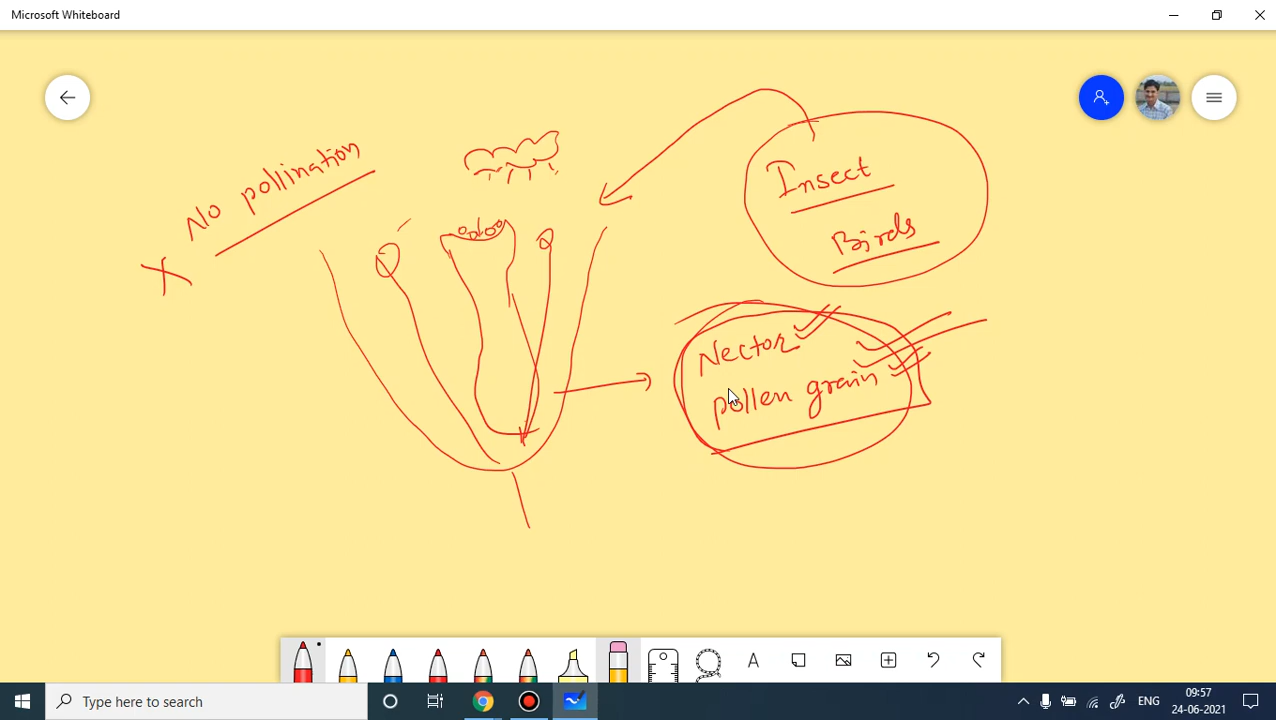 Microsoft Whiteboard
No pollination
Insect
Birds
Nector
pollen grain
Type here to search
ENG
09:57
24-06-2021